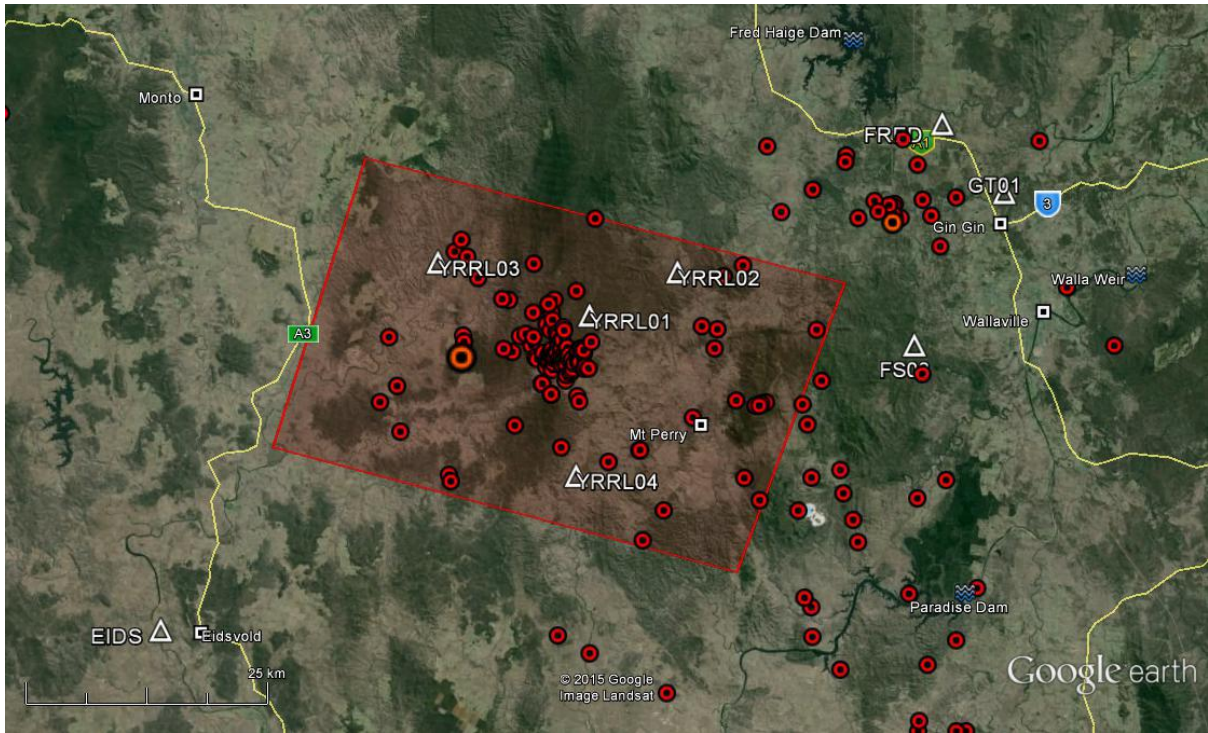 Fred Haige Dam
Monto
FRED
A1
GT01
3
Gin Gin
YRRL03
YRRL02
Walla Weir
YRRL01
Wallaville
A3
Mt Perry
YRRL04
Paradise Dam
EIDS
Eidsvold
25 km
© 2015 Google
Image Landsat
Google earth